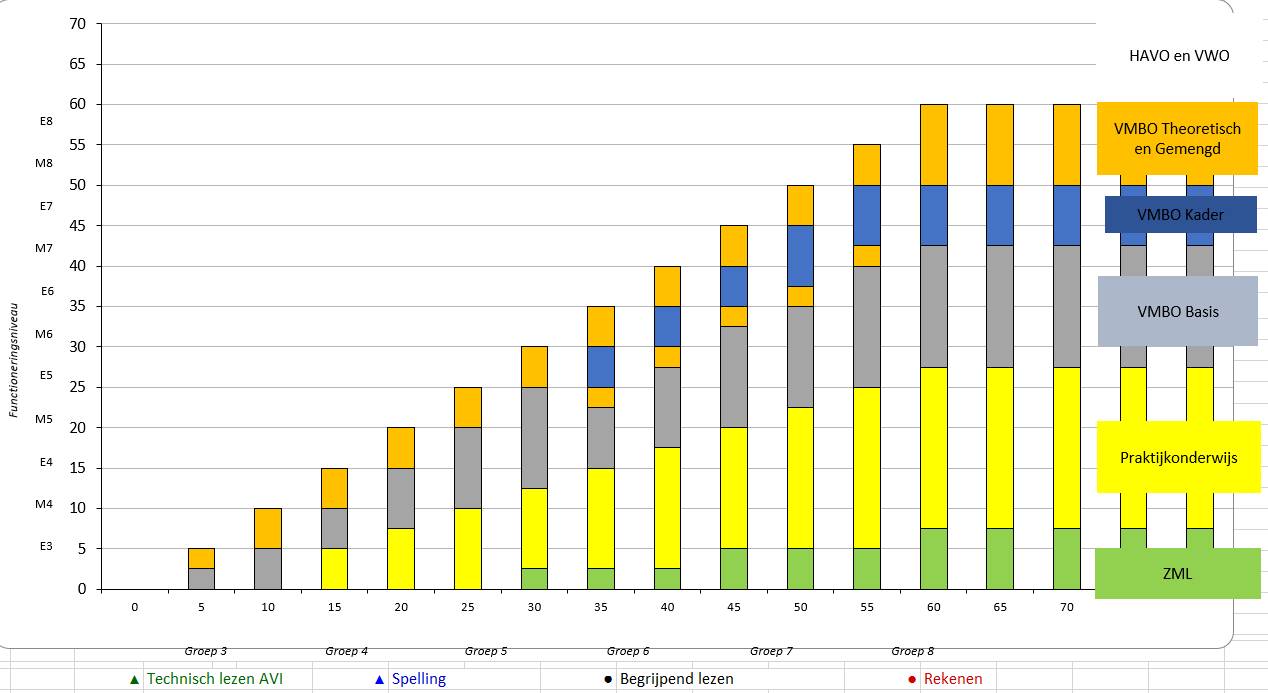 70
65
60
55
50
45
40
35
30
25
20
15
10
5
0
E8
M8
E7
M7
E6
M6
E5
M5
E4
M4
E3
Functioneringsniveau
HAVO en VWO
VMBO Theoretisch
en Gemengd
VMBO Kader
VMBO Basis
Praktijkonderwijs
ZML
0 5 10 15 20 25 30 35 40 45 50 55 60 65 70
Groep 3 Groep 4 Groep 5 Groep 6 Groep 7 Groep 8
▲ Technisch lezen AVI ▲ Spelling ● Begrijpend lezen ● Rekenen